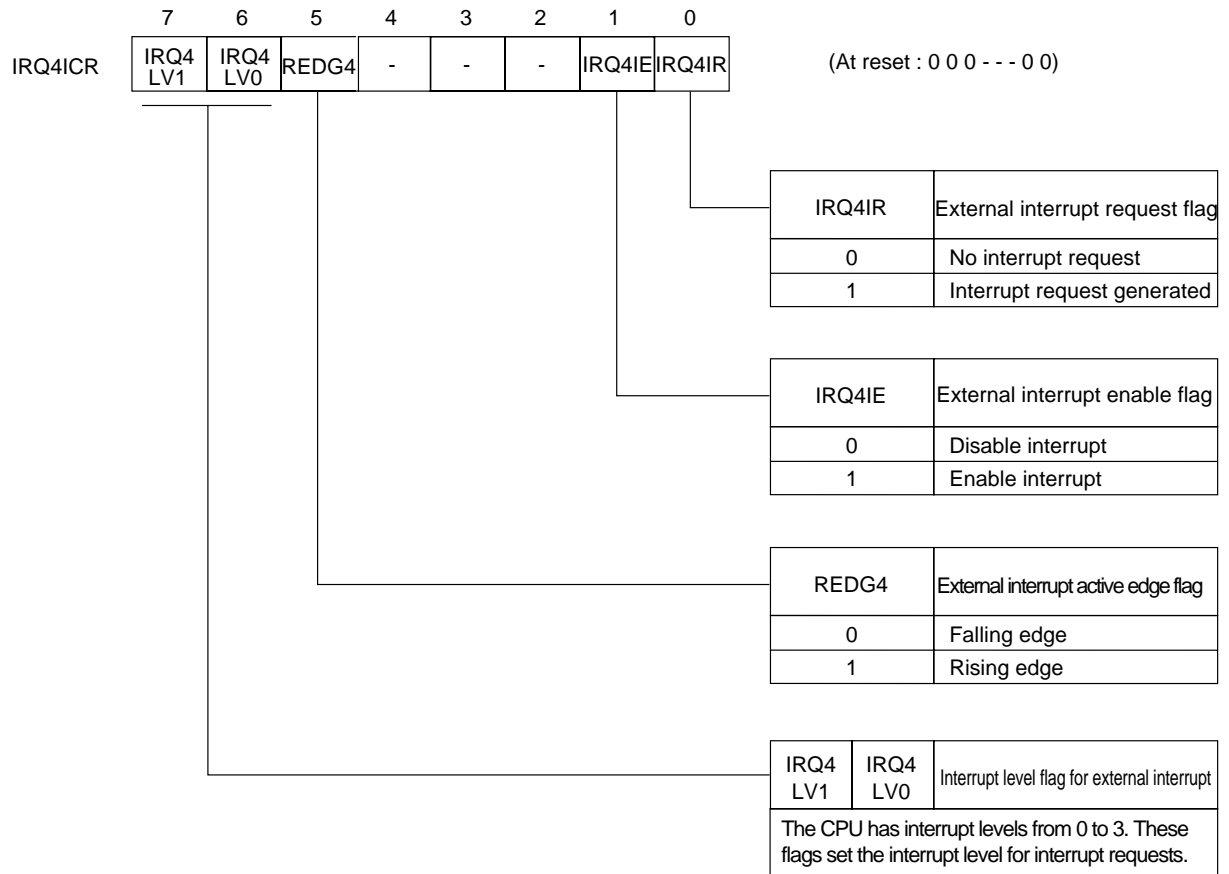 7 6 5 4 3 2 1 0
IRQ4ICR IRQ4 LV1 IRQ4 LV0 REDG4 - - - IRQ4IE IRQ4IR (At reset : 0 0 0 - - - 0 0)
IRQ4IR External interrupt request flag
0 No interrupt request
1 Interrupt request generated
IRQ4IE External interrupt enable flag
0 Disable interrupt
1 Enable interrupt
REDG4 External interrupt active edge flag
0 Falling edge
1 Rising edge
IRQ4 LV1 IRQ4 LV0 Interrupt level flag for external interrupt
The CPU has interrupt levels from 0 to 3. These
flags set the interrupt level for interrupt requests.